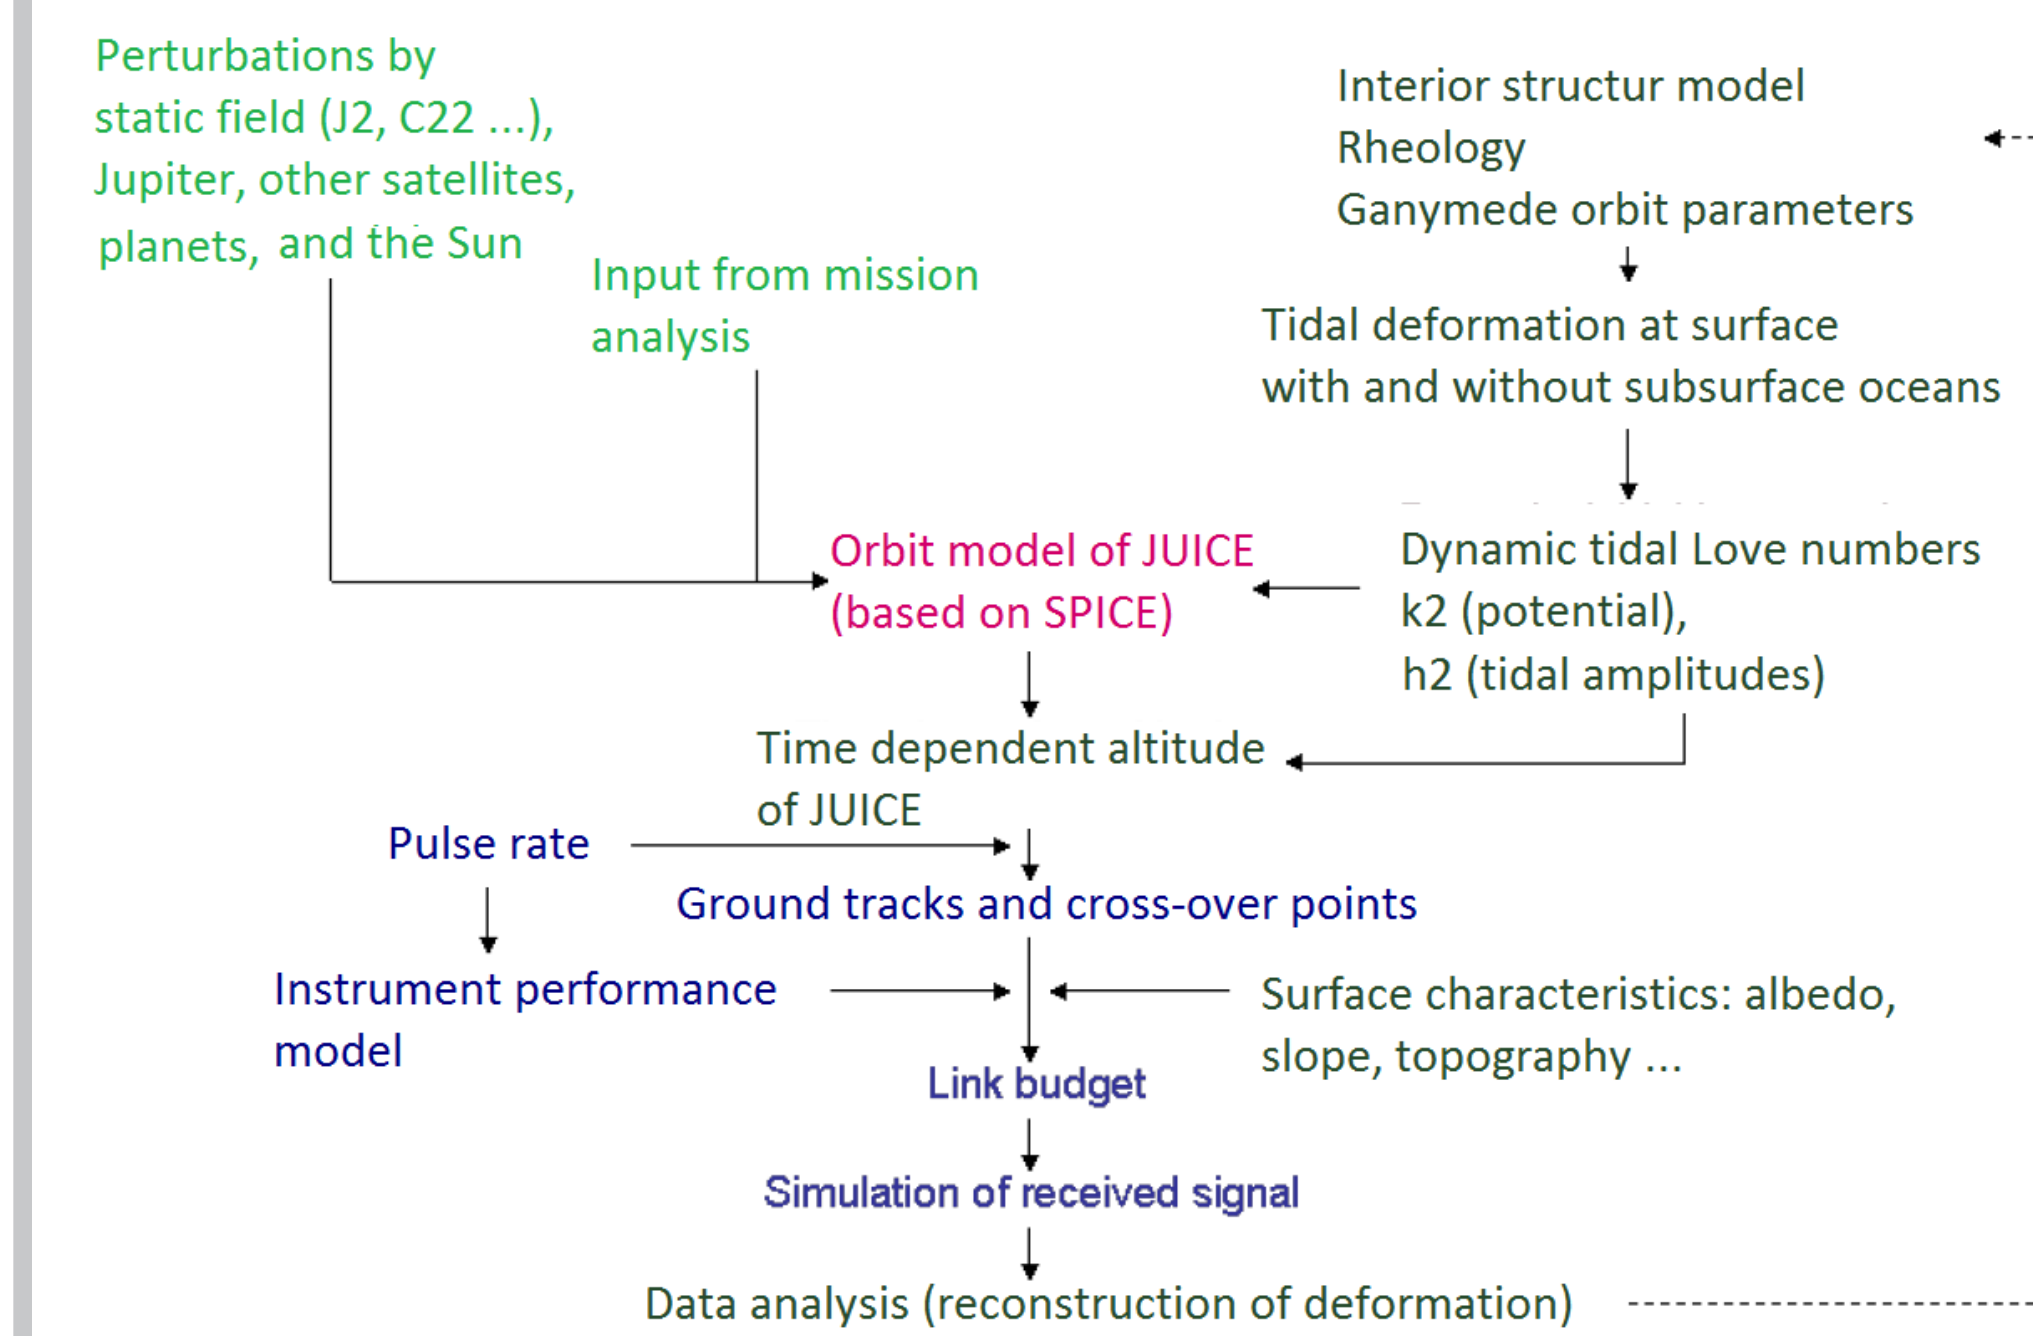 Perturbations by
static field (J2, C22 ...),
Jupiter, other satellites,
planets, and the Sun
Input from mission
analysis
Interior structur model
Rheology
Ganymede orbit parameters
Tidal deformation at surface
with and without subsurface oceans
Orbit model of JUICE
(based on SPICE)
Dynamic tidal Love numbers
k2 (potential),
h2 (tidal amplitudes)
Time dependent altitude
of JUICE
Pulse rate
Ground tracks and cross-over points
Instrument performance
model
Surface characteristics: albedo,
slope, topography ...
Link budget
Simulation of received signal
Data analysis (reconstruction of deformation)